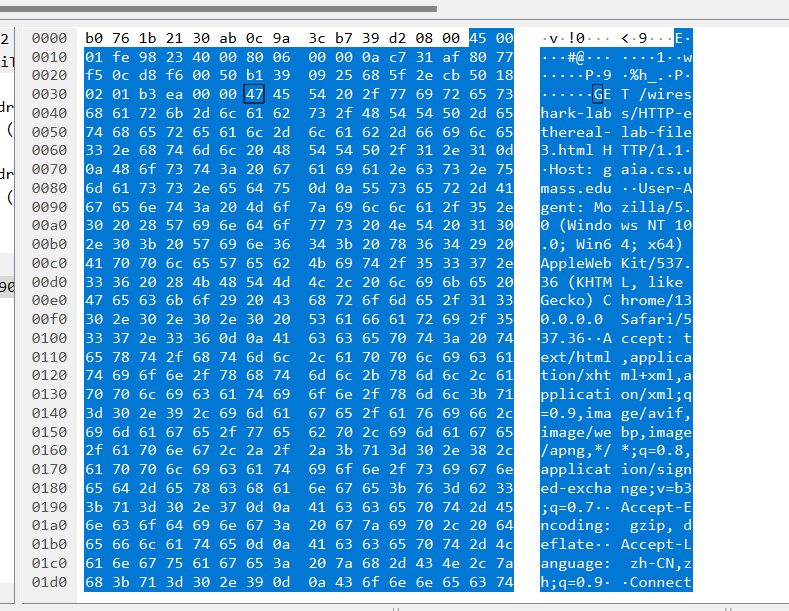 2
it
dr
(
dr
(
90
0000 b0 76 1b 21 30 ab 0c 9a 3c b7 39 d2 08 00 45 00 ·v·!0··· <·9···E·
0010 01 fe 98 23 40 00 80 06 00 00 0a c7 31 af 80 77 ···#@··· ····1··w
0020 f5 0c d8 f6 00 50 b1 39 09 25 68 5f 2e cb 50 18 ·····P·9 ·%h_.·P·
0030 02 01 b3 ea 00 00 47 45 54 20 2f 77 69 72 65 73 ······GE T /wires
0040 68 61 72 6b 2d 6c 61 62 73 2f 48 54 54 50 2d 65 hark-lab s/HTTP-e
0050 74 68 65 72 65 61 6c 2d 6c 61 62 2d 66 69 6c 65 thereal- lab-file
0060 33 2e 68 74 6d 6c 20 48 54 54 50 2f 31 2e 31 0d 3.html H TTP/1.1·
0070 0a 48 6f 73 74 3a 20 67 61 69 61 2e 63 73 2e 75 ·Host: g aia.cs.u
0080 6d 61 73 73 2e 65 64 75 0d 0a 55 73 65 72 2d 41 mass.edu ··User-A
0090 67 65 6e 74 3a 20 4d 6f 7a 69 6c 6c 61 2f 35 2e gent: Mo zilla/5.
00a0 30 20 28 57 69 6e 64 6f 77 73 20 4e 54 20 31 30 0 (Windo ws NT 10
00b0 2e 30 3b 20 57 69 6e 36 34 3b 20 78 36 34 29 20 .0; Win6 4; x64)
00c0 41 70 70 6c 65 57 65 62 4b 69 74 2f 35 33 37 2e AppleWeb Kit/537.
00d0 33 36 20 28 4b 48 54 4d 4c 2c 20 6c 69 6b 65 20 36 (KHTM L, like
00e0 47 65 63 6b 6f 29 20 43 68 72 6f 6d 65 2f 31 33 Gecko) C hrome/13
00f0 30 2e 30 2e 30 2e 30 20 53 61 66 61 72 69 2f 35 0.0.0.0 Safari/5
0100 33 37 2e 33 36 0d 0a 41 63 63 65 70 74 3a 20 74 37.36··A ccept: t
0110 65 78 74 2f 68 74 6d 6c 2c 61 70 70 6c 69 63 61 ext/html ,applica
0120 74 69 6f 6e 2f 78 68 74 6d 6c 2b 78 6d 6c 2c 61 tion/xht ml+xml,a
0130 70 70 6c 69 63 61 74 69 6f 6e 2f 78 6d 6c 3b 71 pplicati on/xml;q
0140 3d 30 2e 39 2c 69 6d 61 67 65 2f 61 76 69 66 2c =0.9,ima ge/avif,
0150 69 6d 61 67 65 2f 77 65 62 70 2c 69 6d 61 67 65 image/we bp,image
0160 2f 61 70 6e 67 2c 2a 2f 2a 3b 71 3d 30 2e 38 2c /apng,*/ *;q=0.8,
0170 61 70 70 6c 69 63 61 74 69 6f 6e 2f 73 69 67 6e applicat ion/sign
0180 65 64 2d 65 78 63 68 61 6e 67 65 3b 76 3d 62 33 ed-excha nge;v=b3
0190 3b 71 3d 30 2e 37 0d 0a 41 63 63 65 70 74 2d 45 ;q=0.7·· Accept-E
01a0 6e 63 6f 64 69 6e 67 3a 20 67 7a 69 70 2c 20 64 ncoding: gzip, d
01b0 65 66 6c 61 74 65 0d 0a 41 63 63 65 70 74 2d 4c eflate·· Accept-L
01c0 61 6e 67 75 61 67 65 3a 20 7a 68 2d 43 4e 2c 7a anguage: zh-CN,z
01d0 68 3b 71 3d 30 2e 39 0d 0a 43 6f 6e 6e 65 63 74 h;q=0.9· ·Connect